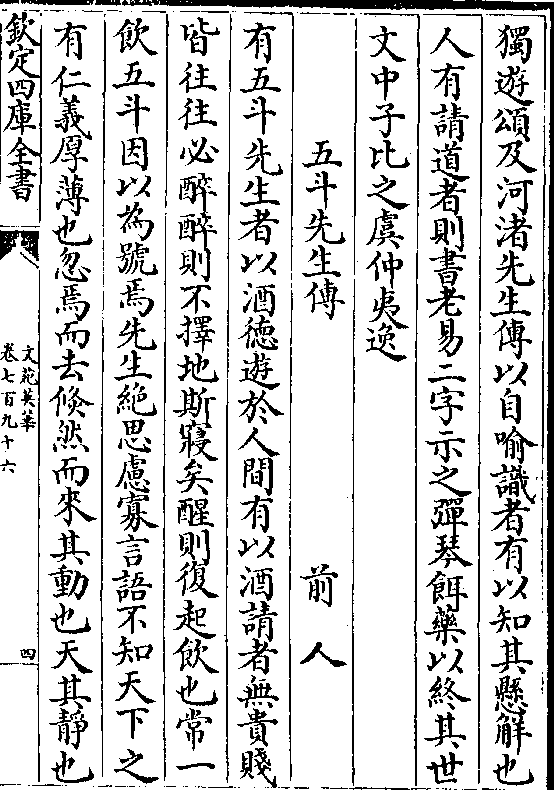 獨遊頌及河渚先生傳以自喻識者有以知其懸解也
人有請道者則書老易二字示之彈琴餌藥以終其世
文中子比之虞仲夷逸
五斗先生傳 前人
有五斗先生者以酒徳遊於人間有以酒請者無貴賤
皆往往必醉醉則不擇地斯寢矣醒則復起飲也常一
飲五斗因以為號焉先生絶思慮寡言語不知天下之
有仁義厚薄也忽焉而去倏然而來其動也天其靜也
欽定四庫全書
文苑英華
卷七百九十六
四